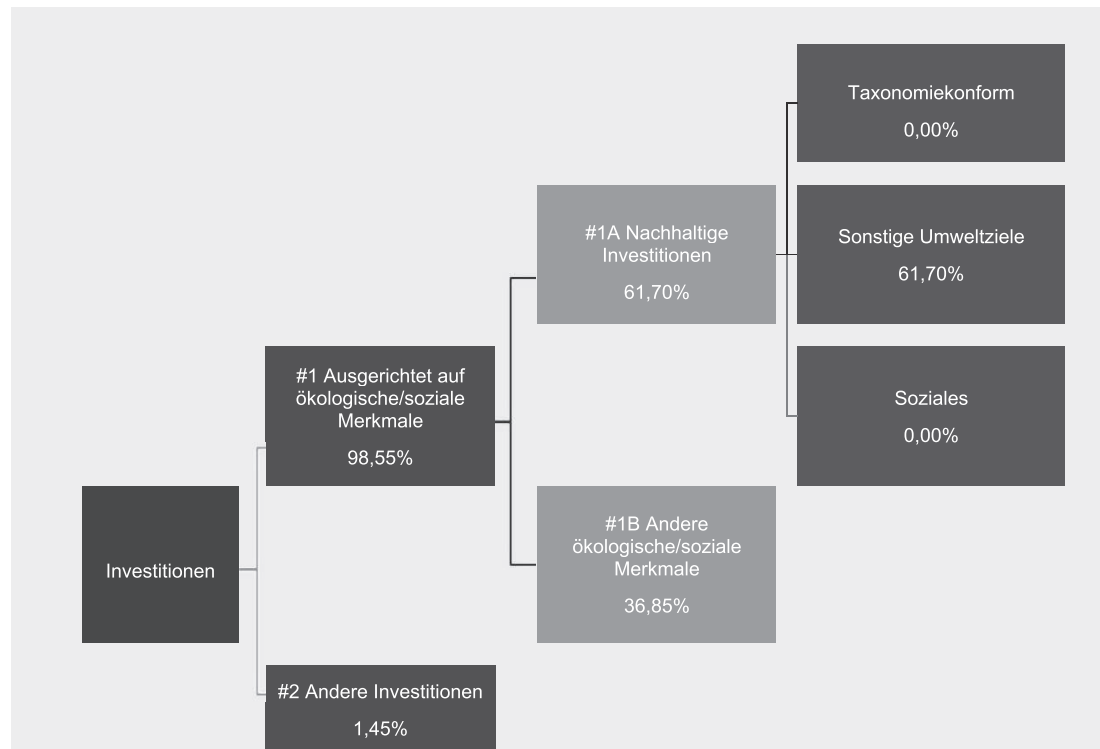 Taxonomiekonform
0,00%
#1A Nachhaltige
Investitionen
61,70%
Sonstige Umweltziele
61,70%
#1 Ausgerichtet auf
ökologische/soziale
Merkmale
98,55%
Soziales
0,00%
Investitionen
#1B Andere
ökologische/soziale
Merkmale
36,85%
#2 Andere Investitionen
1,45%